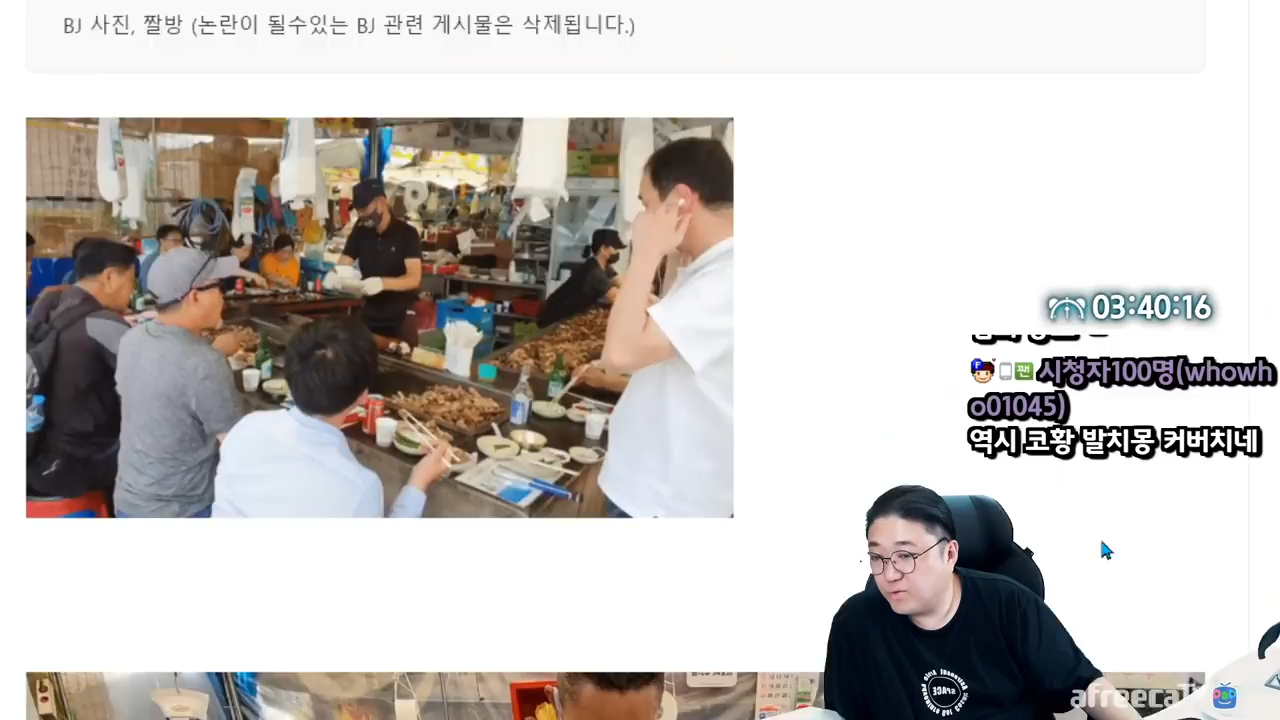 BJ 사진, 짤방 (논란이 될수있는 BJ 관련 게시물은 삭제됩니다.)
03:40:16
시청자100명(whowh
o01045)
역시 코황 발치몽 커버치네
SPACE
afreecaTV